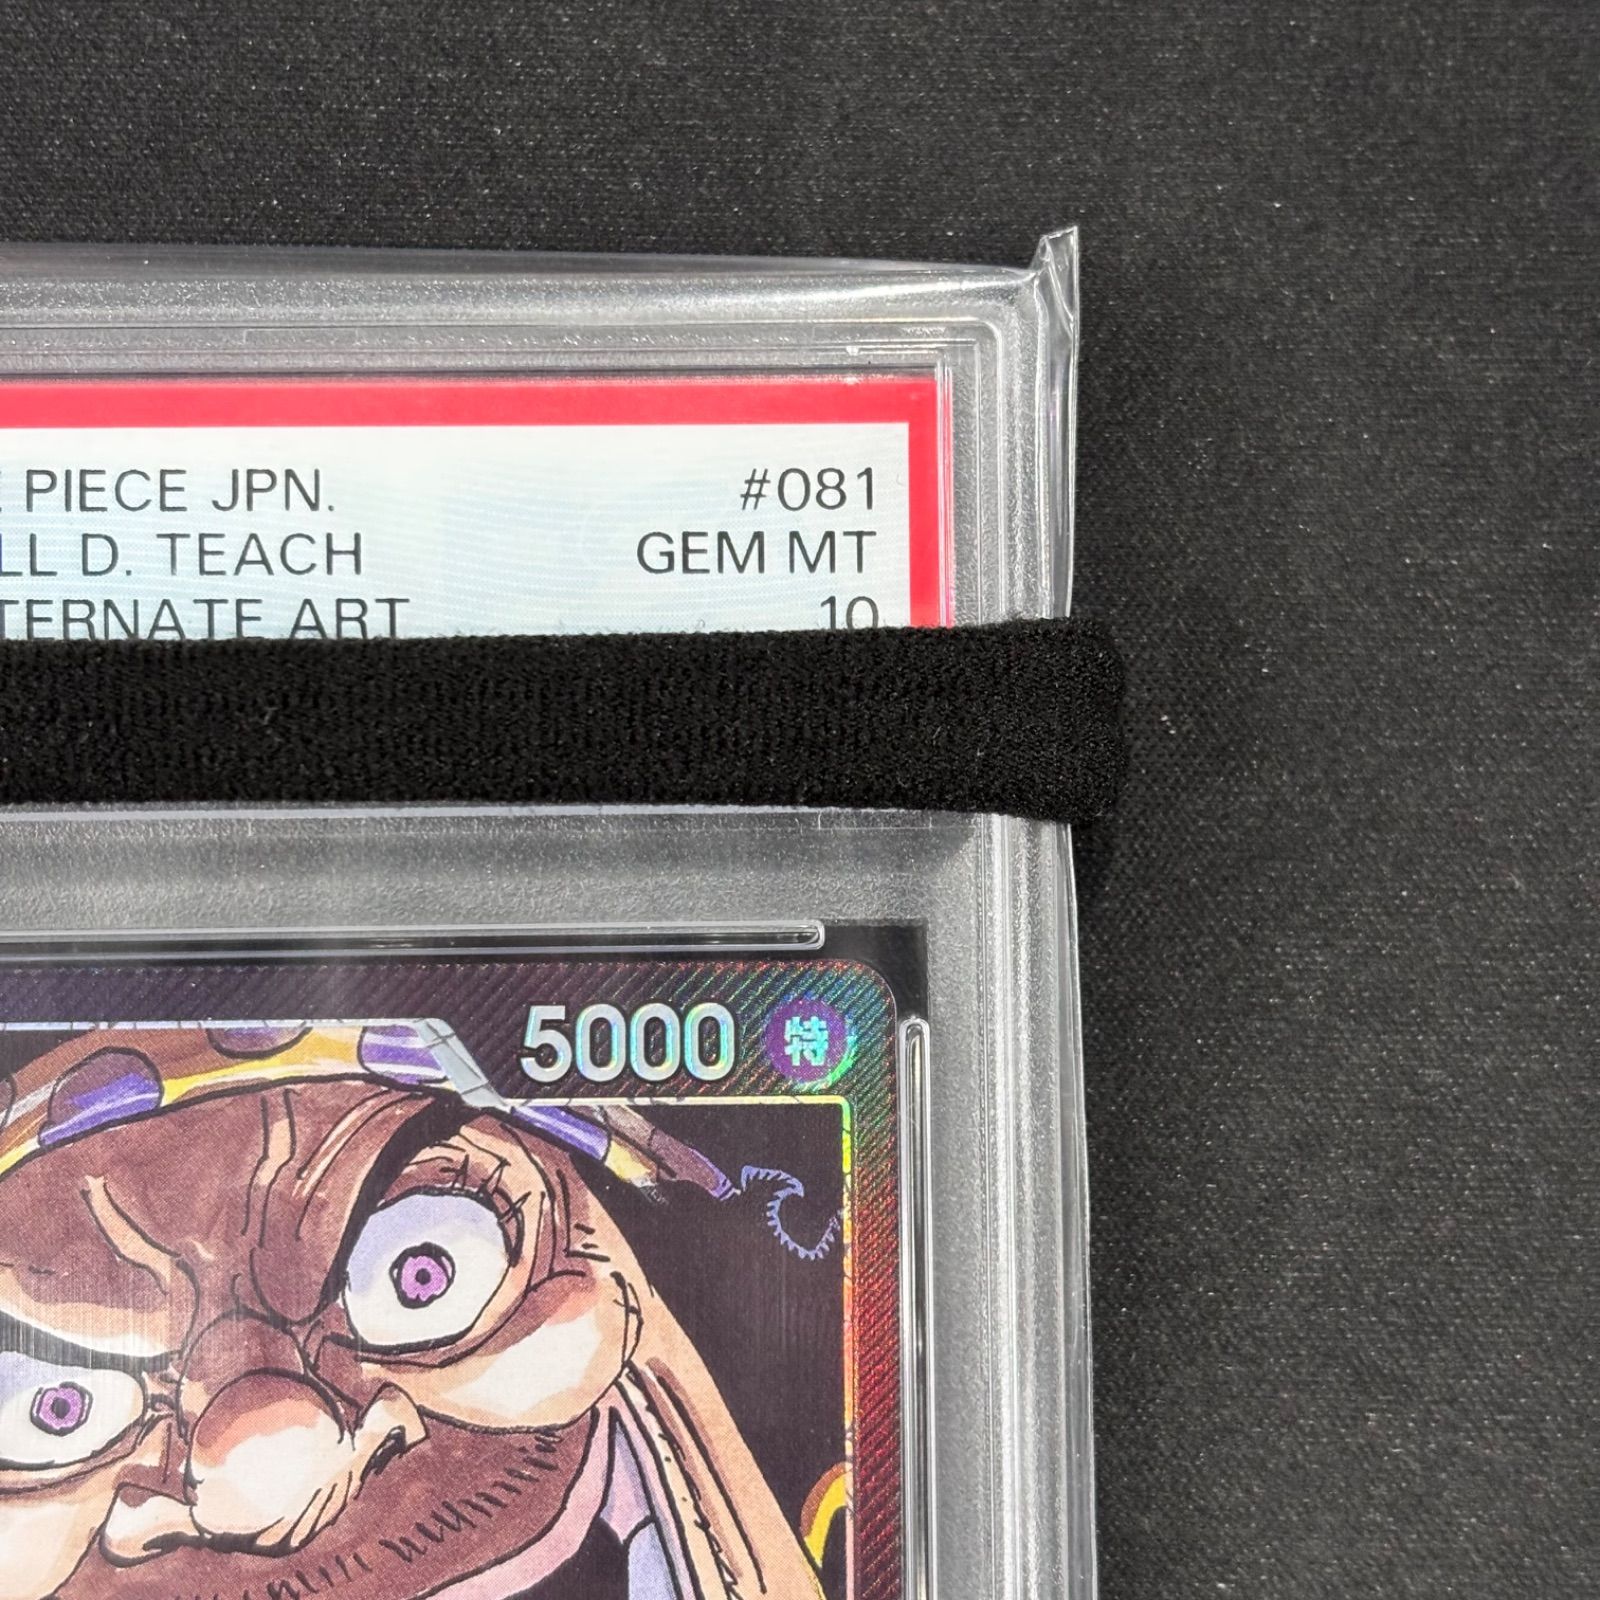 PIECE JPN. #081
LL D. TEACH GEM MT
TERNATE ART 10
5000 特